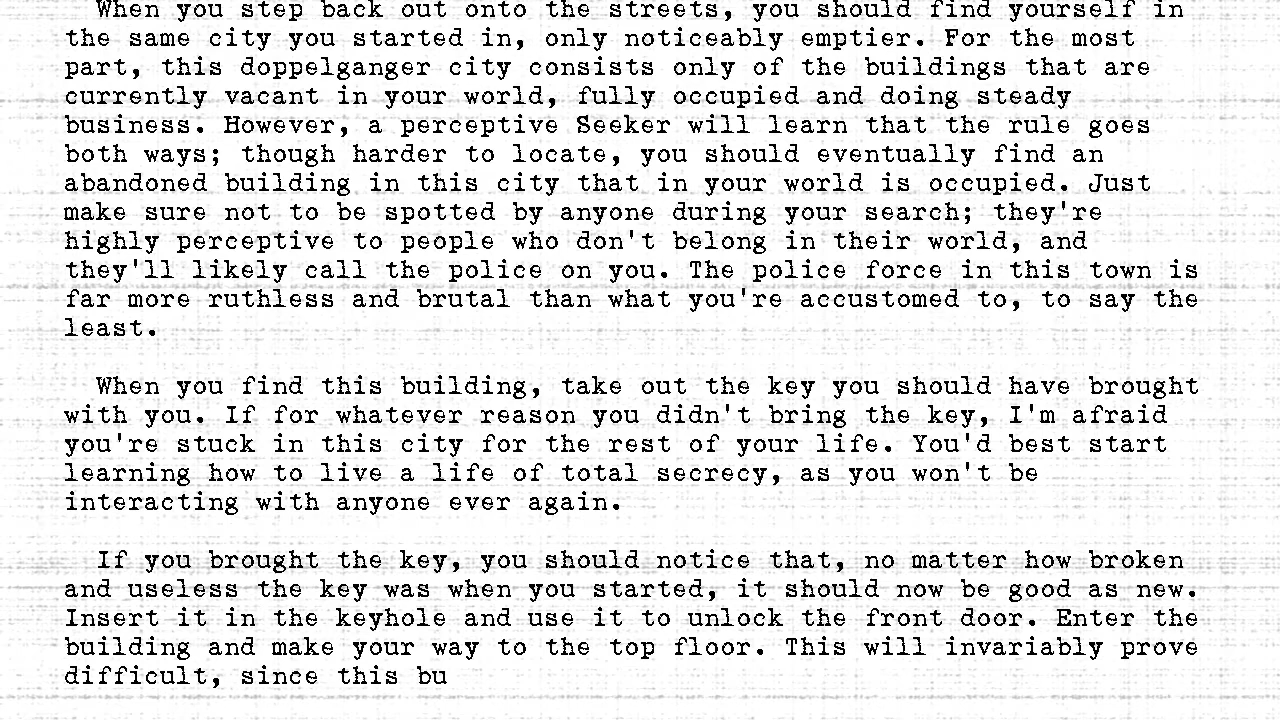 When you step back out onto the streets, you should find yourself in
the same city you started in, only noticeably emptier. For the most
part, this doppelganger city consists only of the buildings that are
currently vacant in your world, fully occupied and doing steady
business. However, a perceptive Seeker will learn that the rule goes
both ways; though harder to locate, you should eventually find an
abandoned building in this city that in your world is occupied. Just
make sure not to be spotted by anyone during your search; they're
highly perceptive to people who don't belong in their world, and
they'll likely call the police on you. The police force in this town is
far more ruthless and brutal than what you're accustomed to, to say the
least.
When you find this building, take out the key you should have brought
with you. If for whatever reason you didn't bring the key, I'm afraid
you're stuck in this city for the rest of your life. You'd best start
learning how to live a life of total secrecy, as you won't be
interacting with anyone ever again.
If you brought the key, you should notice that, no matter how broken
and useless the key was when you started, it should now be good as new.
Insert it in the keyhole and use it to unlock the front door. Enter the
building and make your way to the top floor. This will invariably prove
difficult, since this bu